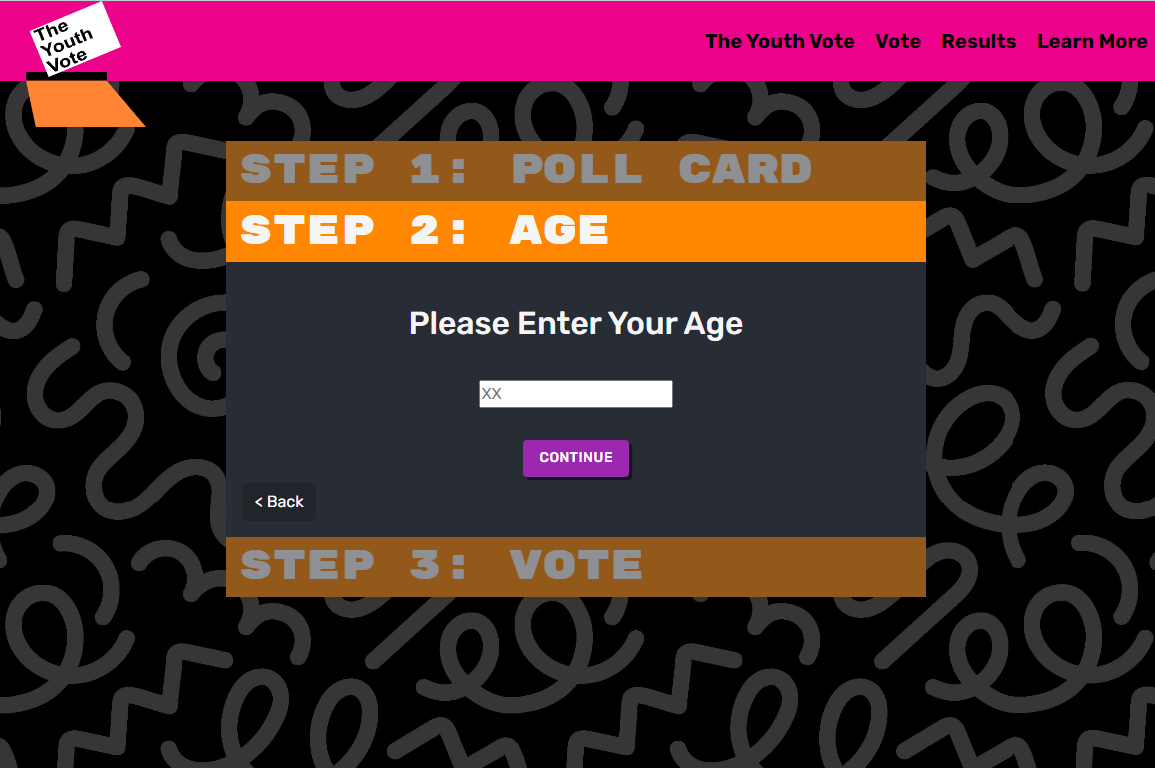 The
Youth
Vote
The Youth Vote Vote Results Learn More
STEP 1: POLL CARD
STEP 2: AGE
Please Enter Your Age
XX
CONTINUE
< Back
STEP 3: VOTE